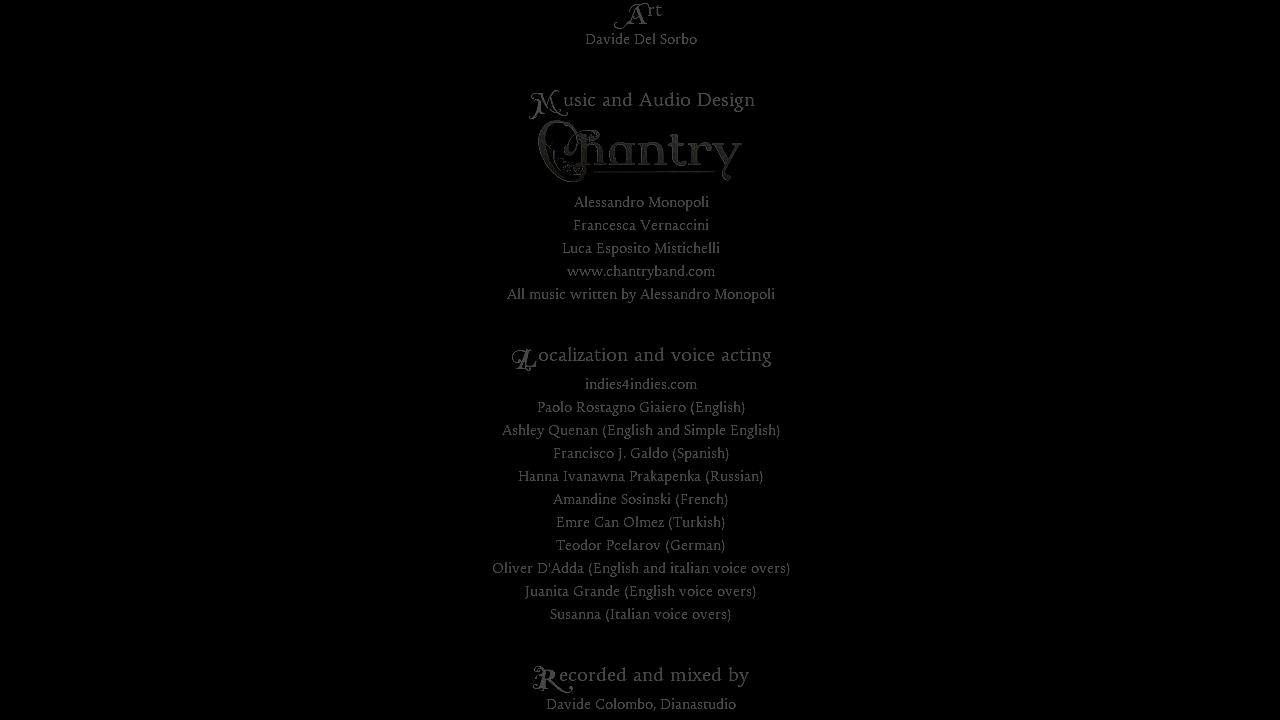 Art
Davide Del Sorbo
Music and Audio Design
Chantry
Alessandro Monopoli
Francesca Vernaccini
Luca Esposito Mistichelli
www.chantryband.com
All music written by Alessandro Monopoli
Localization and voice acting
indies4indies.com
Paolo Rostagno Giaiero (English)
Ashley Quenan (English and Simple English)
Francisco J. Galdo (Spanish)
Hanna Ivanawna Prakapenka (Russian)
Amandine Sosinski (French)
Emre Can Olmez (Turkish)
Teodor Pcelarov (German)
Oliver D'Adda (English and italian voice overs)
Juanita Grande (English voice overs)
Susanna (Italian voice overs)
Recorded and mixed by
Davide Colombo, Dianastudio